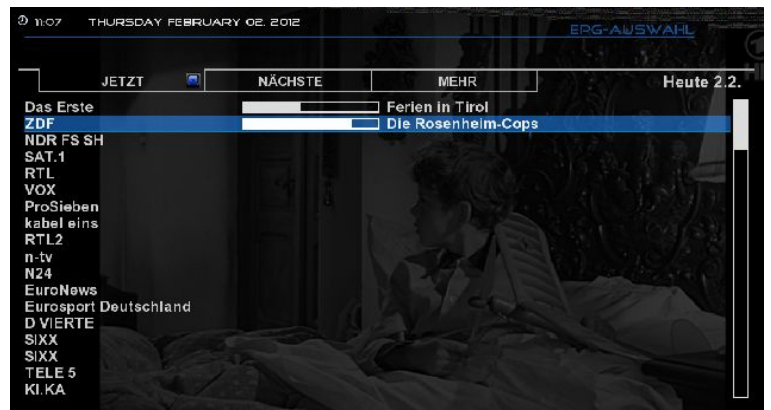 11:07 THURSDAY FEBRUARY 02. 2012
EPG-AUSWAHL
JETZT NÄCHSTE MEHR Heute 2.2.
Das Erste Ferien in Tirol
ZDF Die Rosenheim-Cops
NDR FS SH
SAT.1
RTL
VOX
ProSieben
kabel eins
RTL2
n-tv
N24
EuroNews
Eurosport Deutschland
D VIERTE
SIXX
SIXX
TELE 5
KI.KA